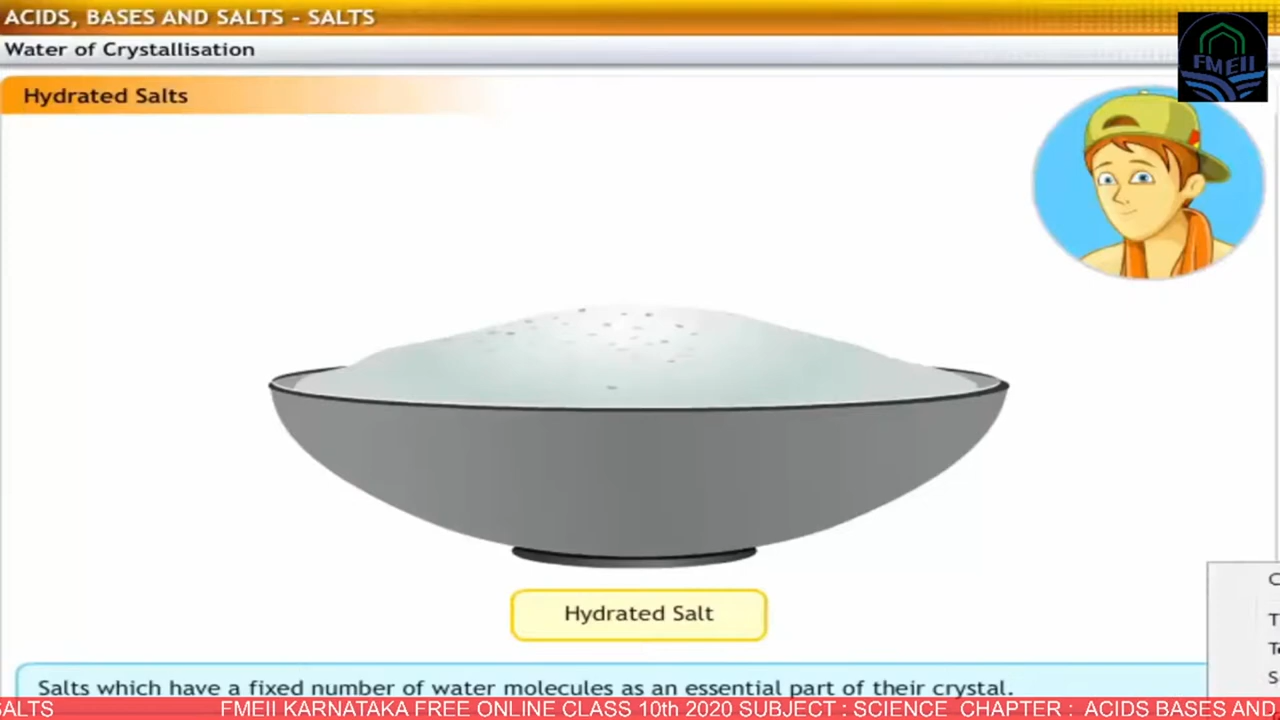 ACIDS, BASES AND SALTS - SALTS
Water of Crystallisation
FMEII
Hydrated Salts
Hydrated Salt
C
T
Te
S
Salts which have a fixed number of water molecules as an essential part of their crystal.
SALTS FMEII KARNATAKA FREE ONLINE CLASS 10th 2020 SUBJECT : SCIENCE CHAPTER : ACIDS BASES AND